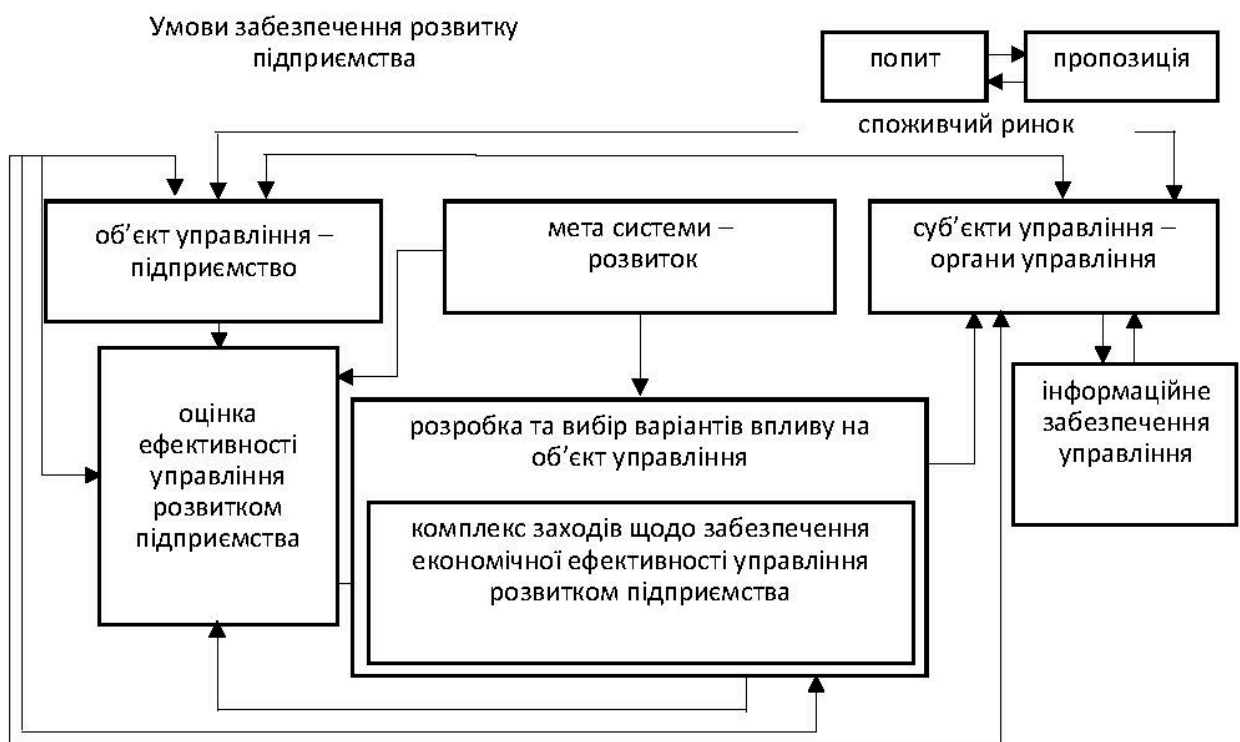 Умови забезпечення розвитку
підприємства
попит
пропозиція
споживчий ринок
об’єкт управління –
підприємство
мета системи –
розвиток
суб’єкти управління –
органи управління
оцінка
ефективності
управління
розвитком
підприємства
розробка та вибір варіантів впливу на
об’єкт управління
інформаційне
забезпечення
управління
комплекс заходів щодо забезпечення
економічної ефективності управління
розвитком підприємства